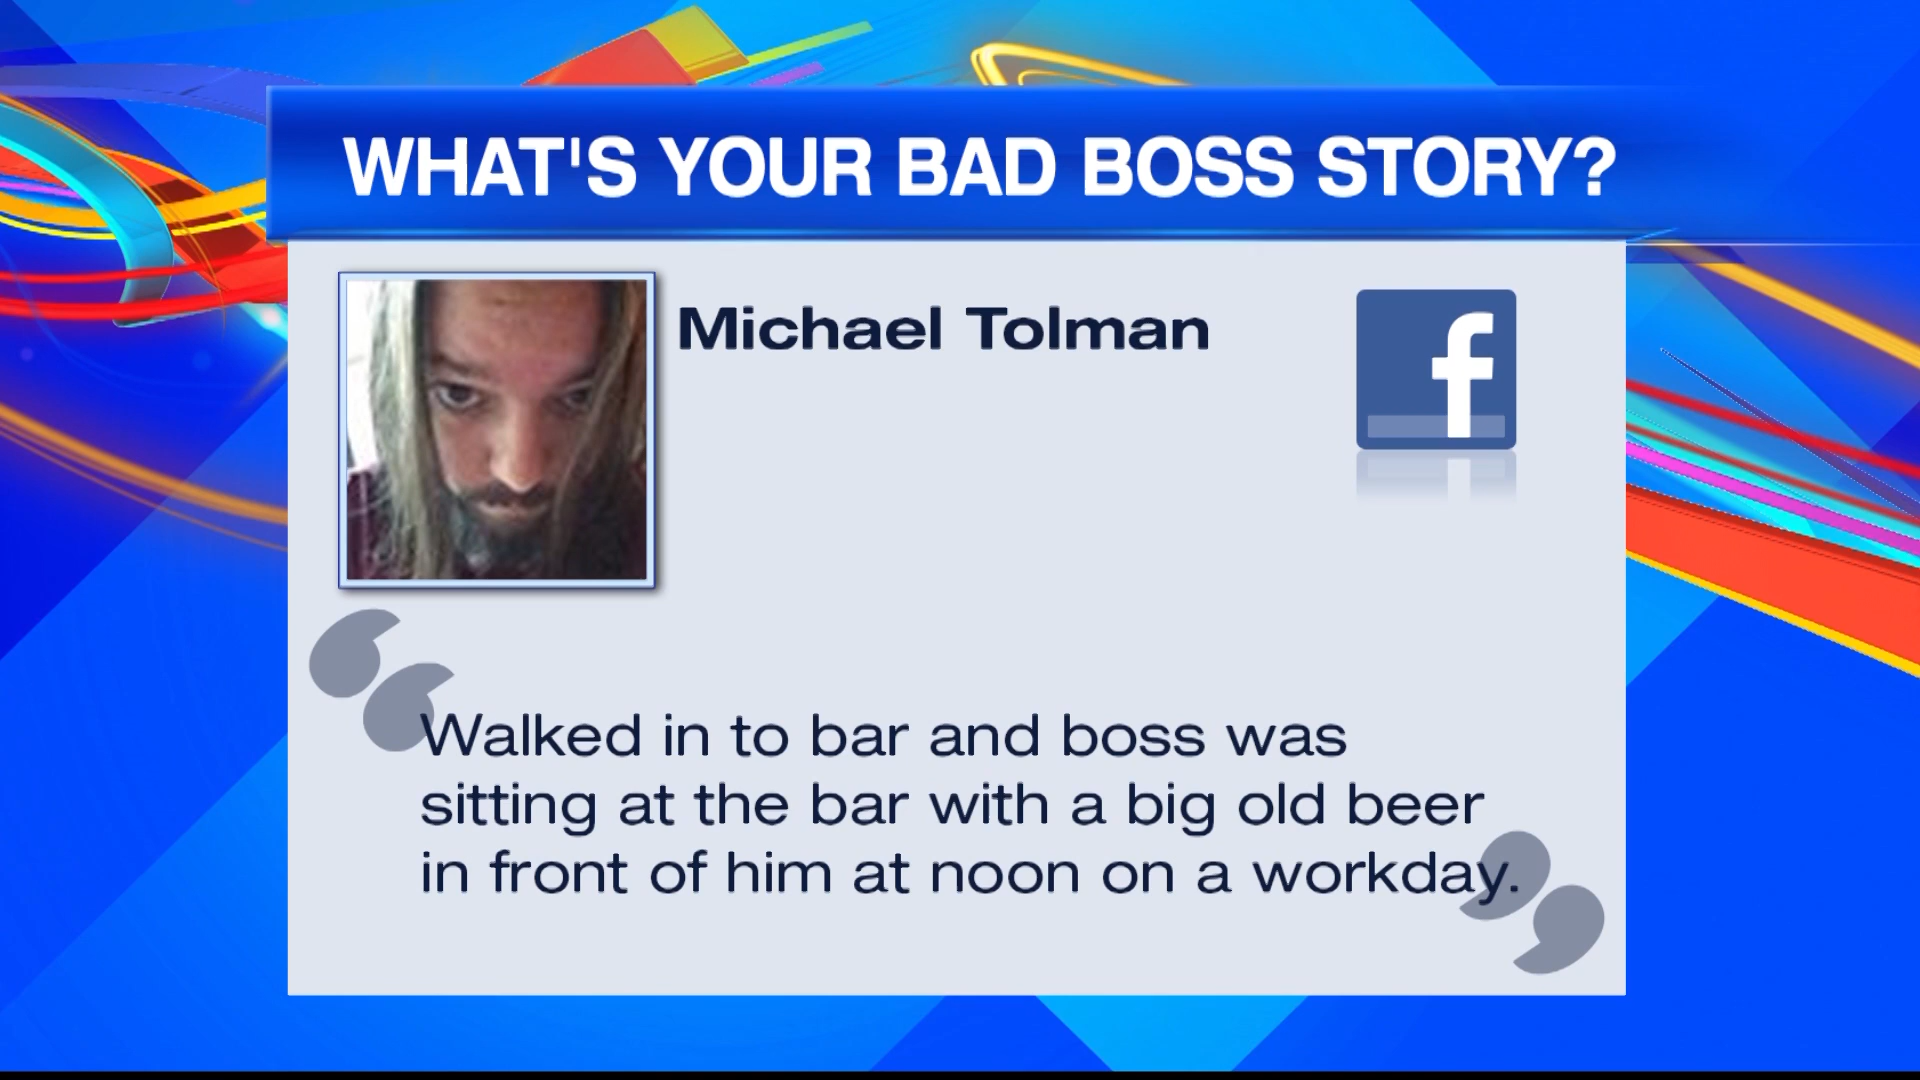 WHAT'S YOUR BAD BOSS STORY?
Michael Tolman
f
“Walked in to bar and boss was
sitting at the bar with a big old beer
in front of him at noon on a workday.”